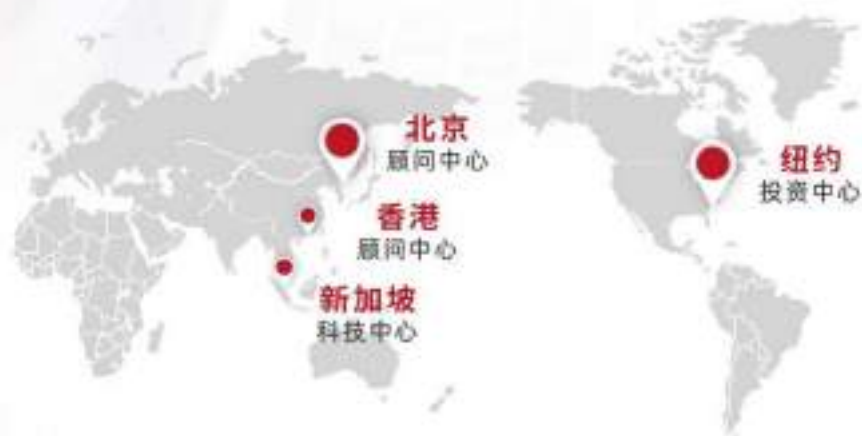 北京
顾问中心
纽约
投资中心
香港
顾问中心
新加坡
科技中心